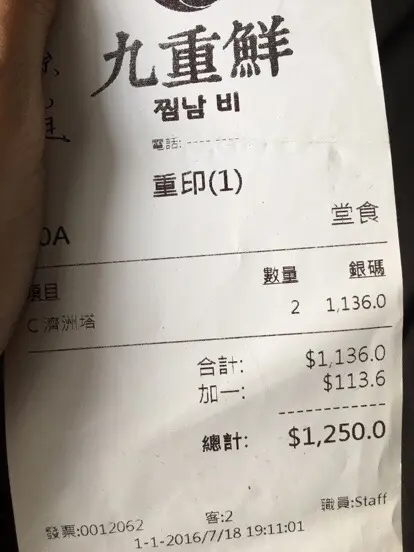 九重鮮
찜남 비
電話:
重印(1)
堂食
0A
項目 數量 銀碼
C 濟洲塔 2 1,136.0
合計: $1,136.0
加一: $113.6
------------
總計: $1,250.0
發票:0012062 客:2 職員:Staff
1-1-2016/7/18 19:11:01